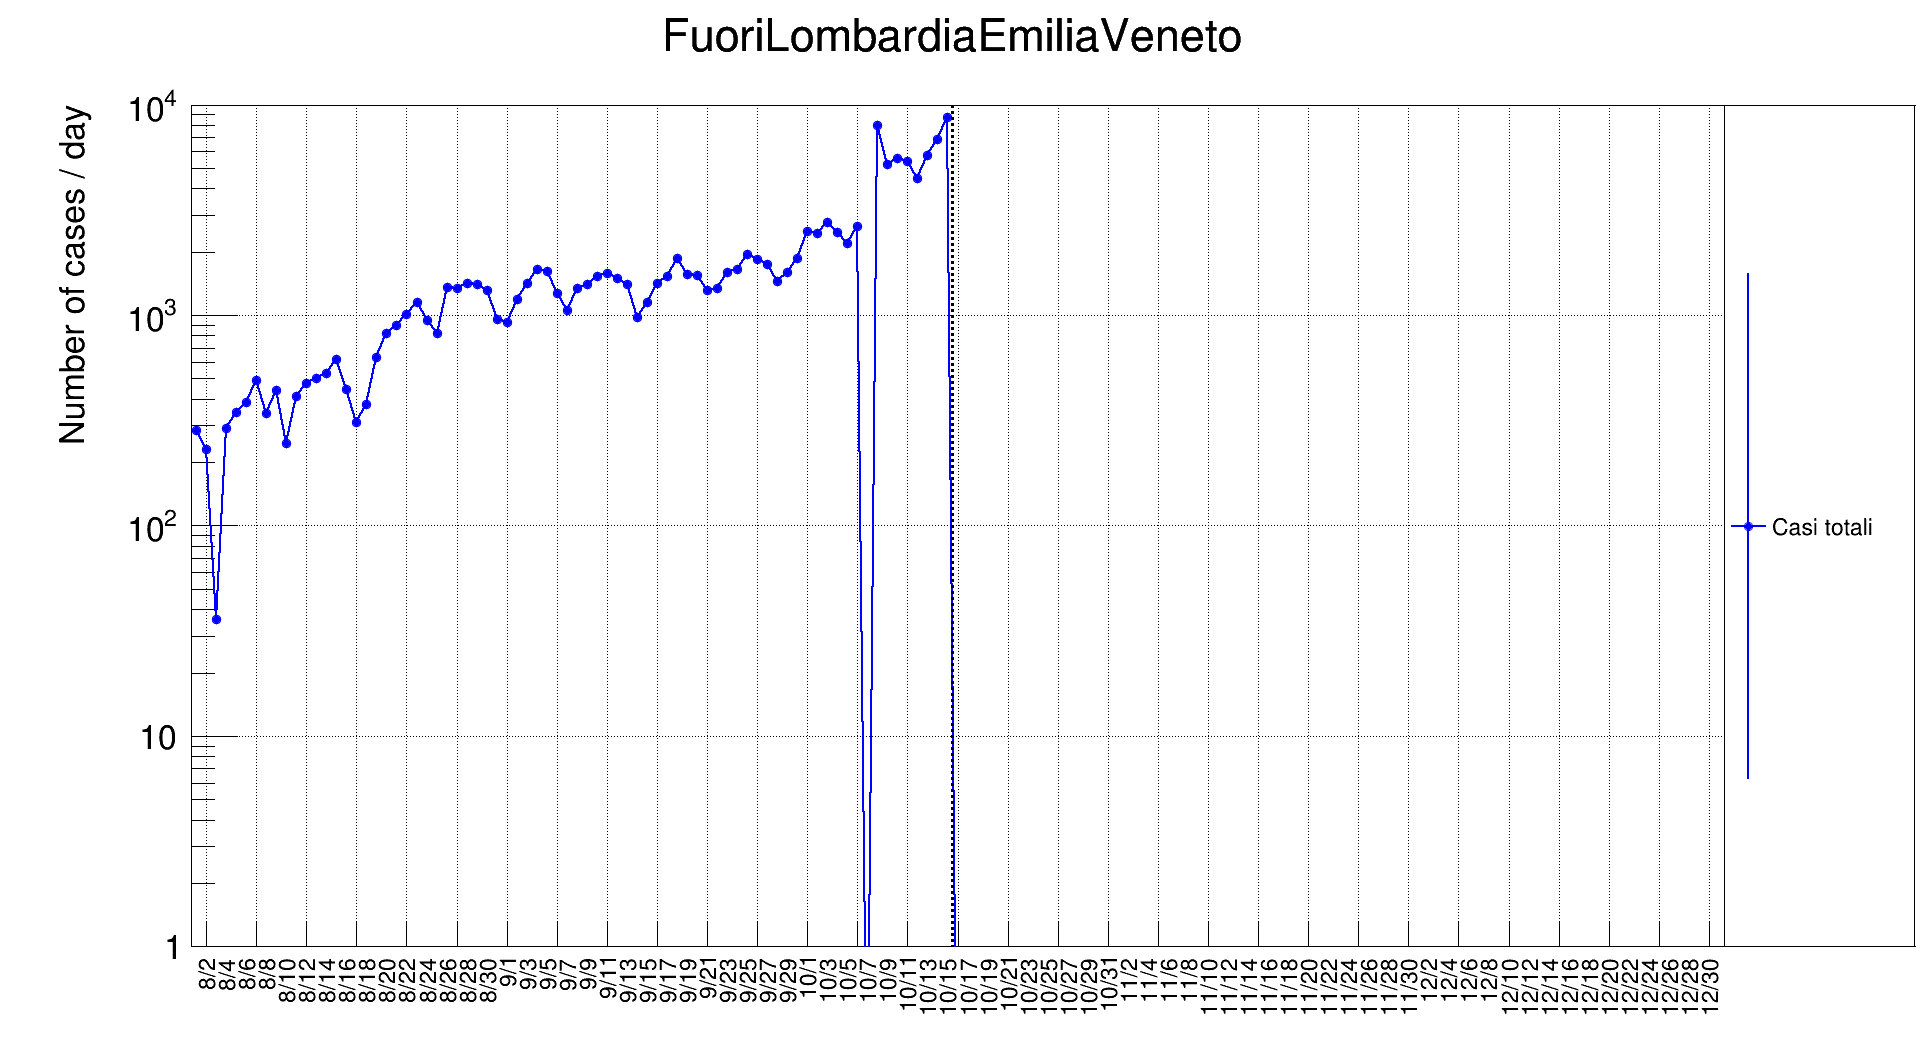 FuoriLombardiaEmiliaVeneto
Number of cases / day
10^4
10^3
10^2
10
1
8/2 8/4 8/6 8/8 8/10 8/12 8/14 8/16 8/18 8/20 8/22 8/24 8/26 8/28 8/30 9/1 9/3 9/5 9/7 9/9 9/11 9/13 9/15 9/17 9/19 9/21 9/23 9/25 9/27 9/29 10/1 10/3 10/5 10/7 10/9 10/11 10/13 10/15 10/17 10/19 10/21 10/23 10/25 10/27 10/29 10/31 11/2 11/4 11/6 11/8 11/10 11/12 11/14 11/16 11/18 11/20 11/22 11/24 11/26 11/28 11/30 12/2 12/4 12/6 12/8 12/10 12/12 12/14 12/16 12/18 12/20 12/22 12/24 12/26 12/28 12/30
Casi totali